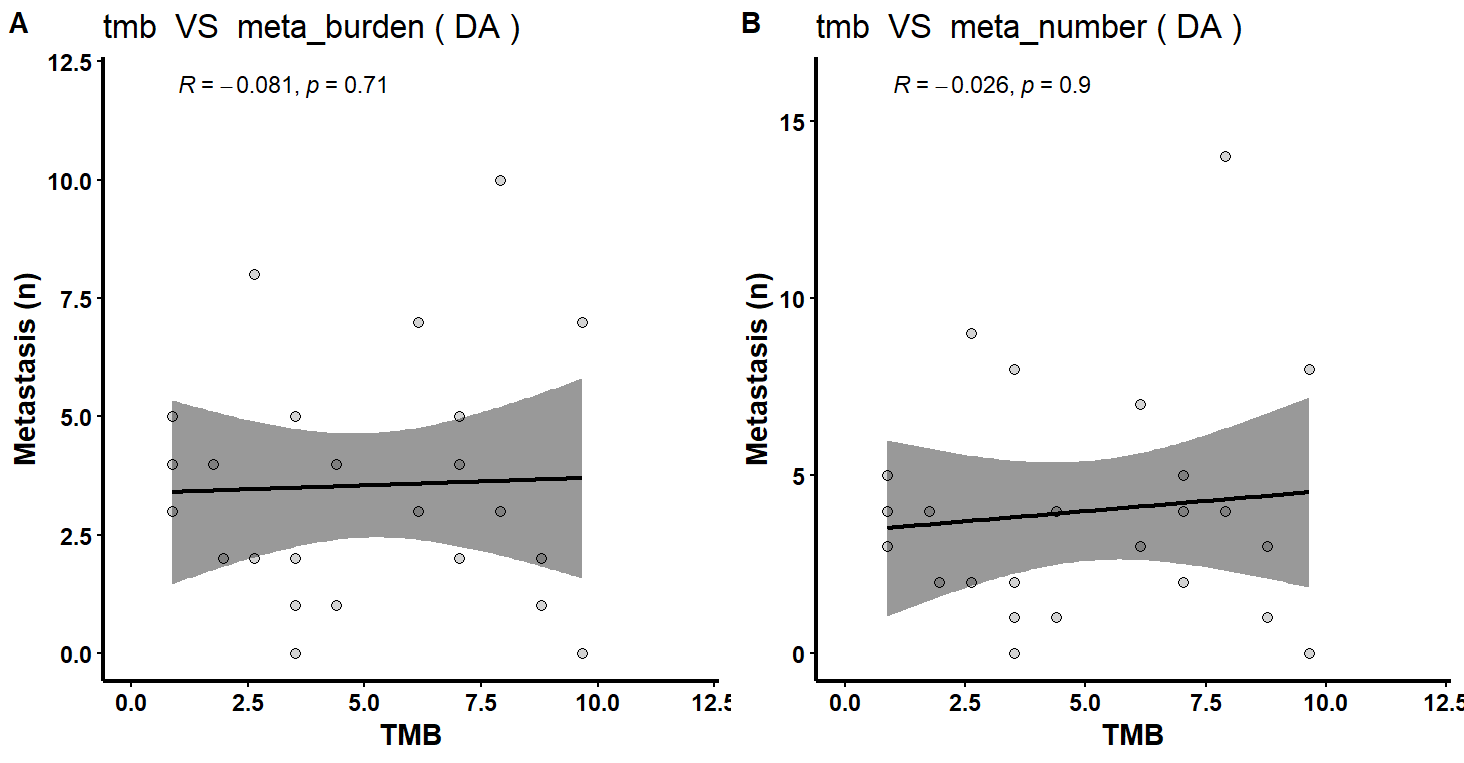 A
tmb VS meta_burden ( DA )
R = −0.081, p = 0.71
12.5
10.0
7.5
5.0
2.5
0.0
Metastasis (n)
0.0 2.5 5.0 7.5 10.0 12.5
TMB
B
tmb VS meta_number ( DA )
R = −0.026, p = 0.9
15
10
5
0
Metastasis (n)
0.0 2.5 5.0 7.5 10.0 12.5
TMB